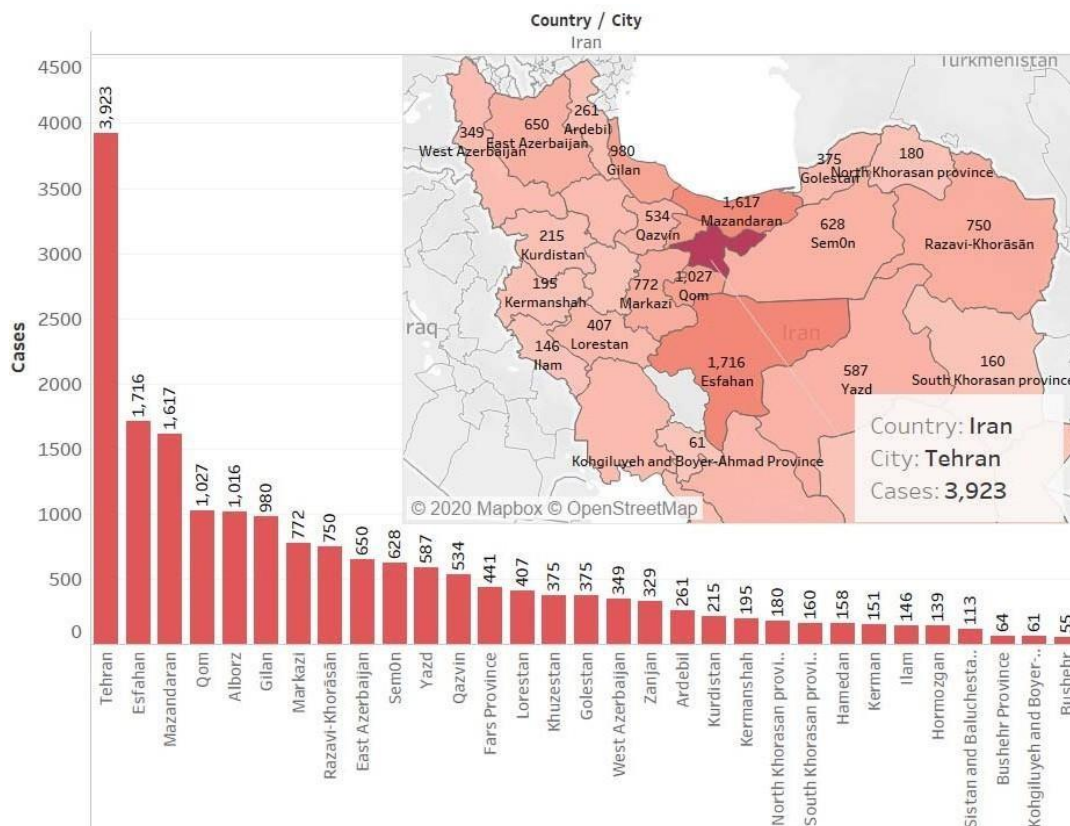 Country / City
Iran
Cases
4500
4000
3500
3000
2500
2000
1500
1000
500
0
3,923
1,716
1,617
1,027
1,016
980
772
750
650
628
587
534
441
407
375
375
349
329
261
215
195
180
160
158
151
146
139
113
64
61
55
Tehran
Esfahan
Mazandaran
Qom
Alborz
Gilan
Markazi
Razavi-Khorāsān
East Azerbaijan
Sem0n
Yazd
Qazvin
Fars Province
Lorestan
Khuzestan
Golestan
West Azerbaijan
Zanjan
Ardebil
Kurdistan
Kermanshah
North Khorasan provi..
South Khorasan provi..
Hamedan
Kerman
Ilam
Hormozgan
Sistan and Baluchesta..
Bushehr Province
Kohgiluyeh and Boyer-..
Bushehr
Turkmenistan
349
West Azerbaijan
650
East Azerbaijan
261
Ardebil
980
Gilan
375
Golestan
180
North Khorasan province
1,617
Mazandaran
534
Qazvin
628
Sem0n
750
Razavi-Khorāsān
215
Kurdistan
195
Kermanshah
772
Markazi
1,027
Qom
raq
407
Lorestan
146
Ilam
Iran
1,716
Esfahan
587
Yazd
160
South Khorasan province
61
Kohgiluyeh and Boyer-Ahmad Province
Country: Iran
City: Tehran
Cases: 3,923
© 2020 Mapbox © OpenStreetMap